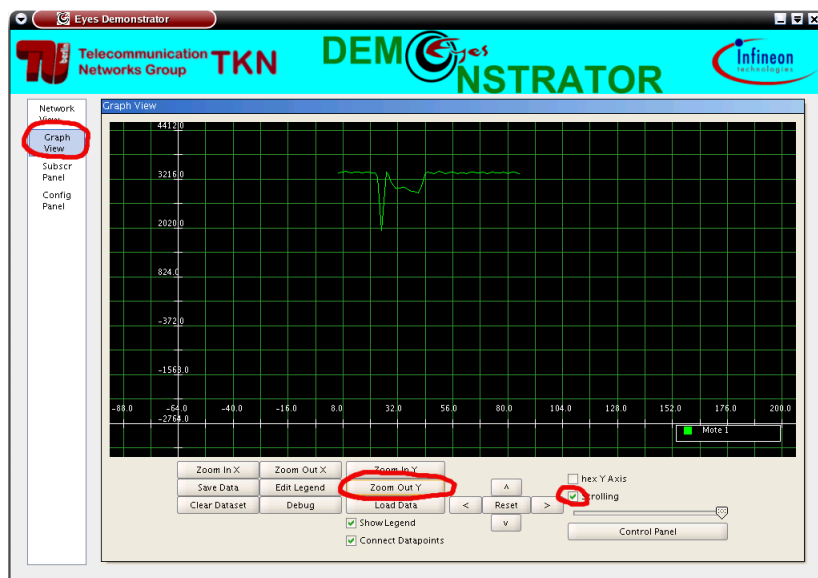 Eyes Demonstrator
berlin
Telecommunication
Networks Group TKN
DEM Eyes
NSTRATOR
Infineon
technologies
Network
View
Graph
View
Subscr
Panel
Config
Panel
Graph View
4412.0
3216.0
2020.0
824.0
-372.0
-1568.0
-2764.0
-88.0 -64.0 -40.0 -16.0 8.0 32.0 56.0 80.0 104.0 128.0 152.0 176.0 200.0
Mote 1
Zoom In X Zoom Out X Zoom In Y
Save Data Edit Legend Zoom Out Y ^
Clear Dataset Debug Load Data < Reset >
Show Legend v
Connect Datapoints
hex Y Axis
Scrolling
100
Control Panel